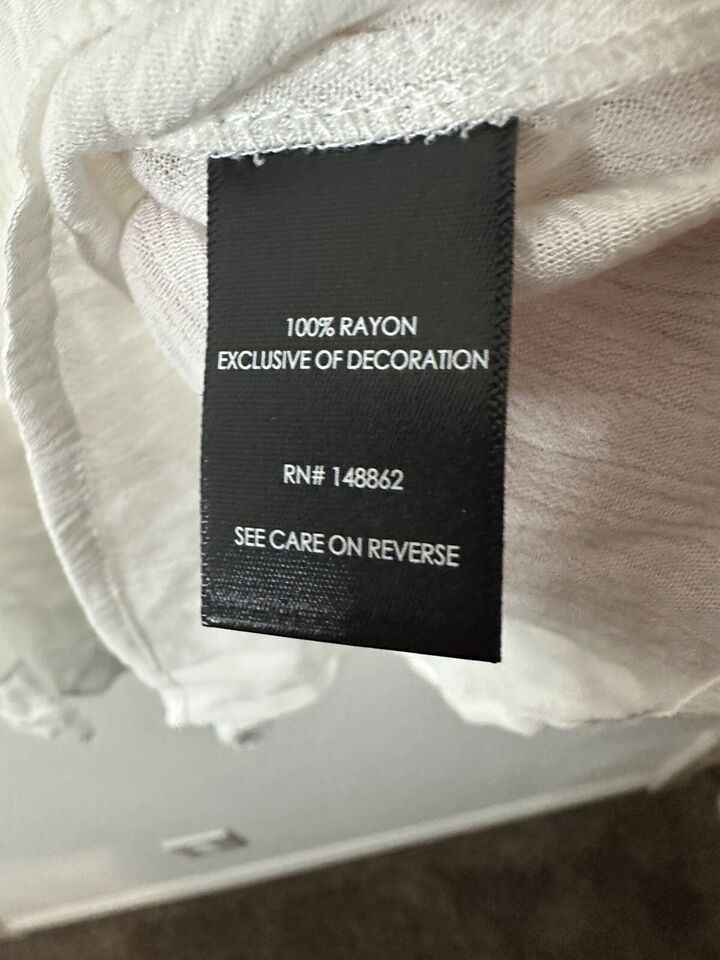 100% RAYON
EXCLUSIVE OF DECORATION
RN# 148862
SEE CARE ON REVERSE